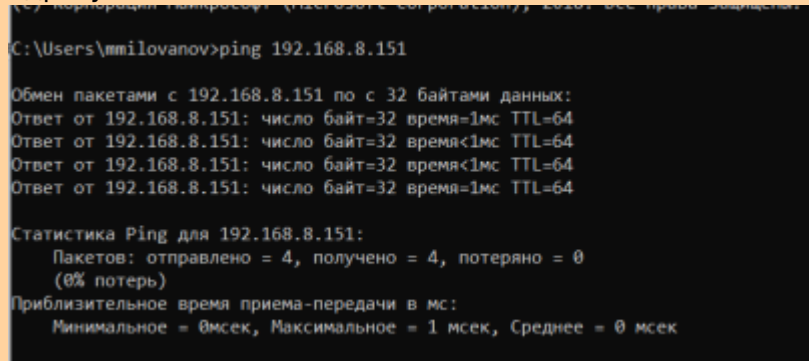 C:\Users\mmilovanov>ping 192.168.8.151
Обмен пакетами с 192.168.8.151 по с 32 байтами данных:
Ответ от 192.168.8.151: число байт=32 время=1мс TTL=64
Ответ от 192.168.8.151: число байт=32 время<1мс TTL=64
Ответ от 192.168.8.151: число байт=32 время<1мс TTL=64
Ответ от 192.168.8.151: число байт=32 время=1мс TTL=64
Статистика Ping для 192.168.8.151:
Пакетов: отправлено = 4, получено = 4, потеряно = 0
(0% потерь)
Приблизительное время приема-передачи в мс:
Минимальное = 0мсек, Максимальное = 1 мсек, Среднее = 0 мсек